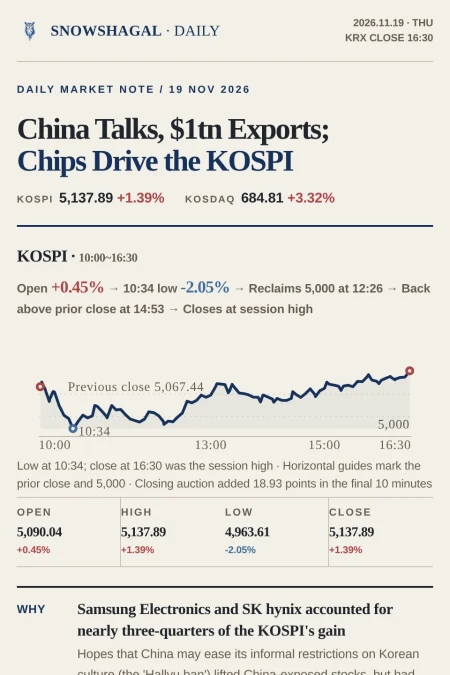 SNOWSHAGAL · DAILY
2026.11.19 · THU
KRX CLOSE 16:30
DAILY MARKET NOTE / 19 NOV 2026
China Talks, $1tn Exports;
Chips Drive the KOSPI
KOSPI 5,137.89 +1.39% KOSDAQ 684.81 +3.32%
KOSPI · 10:00~16:30
Open +0.45% → 10:34 low -2.05% → Reclaims 5,000 at 12:26 → Back
above prior close at 14:53 → Closes at session high
Previous close 5,067.44
10:34
5,000
10:00 13:00 15:00 16:30
Low at 10:34; close at 16:30 was the session high · Horizontal guides mark the
prior close and 5,000 · Closing auction added 18.93 points in the final 10 minutes
OPEN HIGH LOW CLOSE
5,090.04 5,137.89 4,963.61 5,137.89
+0.45% +1.39% -2.05% +1.39%
WHY
Samsung Electronics and SK hynix accounted for
nearly three-quarters of the KOSPI's gain
Hopes that China may ease its informal restrictions on Korean
culture (the 'Hallyu ban') lifted China-exposed stocks, but had